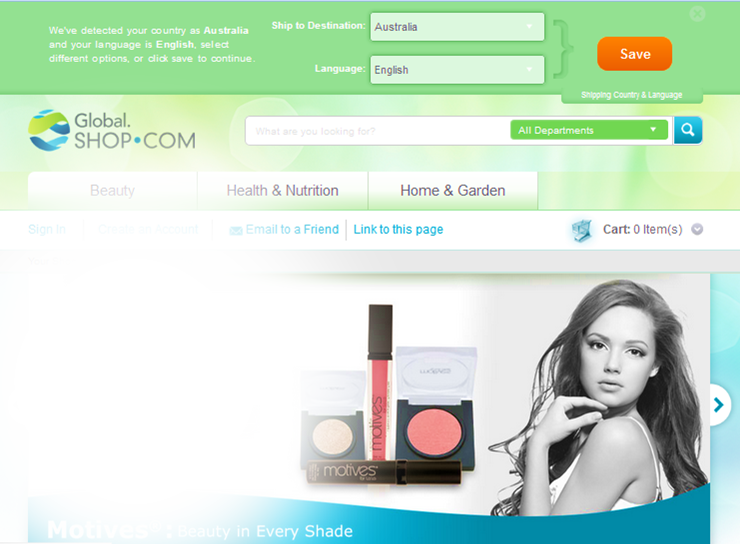 We've detected your country as Australia
and your language is English, select
different options, or click save to continue.
Ship to Destination:
Australia
Language:
English
Save
Shipping Country & Language
Global.
SHOP•COM
What are you looking for?
All Departments
Beauty
Health & Nutrition
Home & Garden
Sign In
Create an Account
Email to a Friend
Link to this page
Cart: 0 Item(s)
motives
motives
motives
Motives®: Beauty in Every Shade